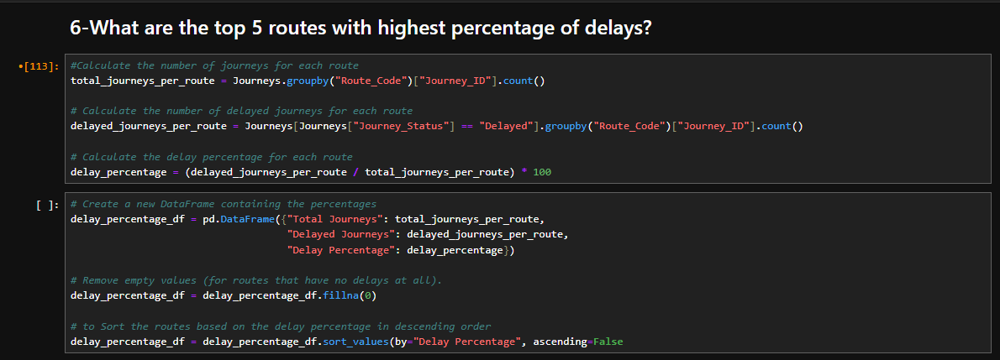 6-What are the top 5 routes with highest percentage of delays?
•[113]:
#Calculate the number of journeys for each route
total_journeys_per_route = Journeys.groupby("Route_Code")["Journey_ID"].count()
# Calculate the number of delayed journeys for each route
delayed_journeys_per_route = Journeys[Journeys["Journey_Status"] == "Delayed"].groupby("Route_Code")["Journey_ID"].count()
# Calculate the delay percentage for each route
delay_percentage = (delayed_journeys_per_route / total_journeys_per_route) * 100
[ ]:
# Create a new DataFrame containing the percentages
delay_percentage_df = pd.DataFrame({"Total Journeys": total_journeys_per_route,
"Delayed Journeys": delayed_journeys_per_route,
"Delay Percentage": delay_percentage})
# Remove empty values (for routes that have no delays at all).
delay_percentage_df = delay_percentage_df.fillna(0)
# to Sort the routes based on the delay percentage in descending order
delay_percentage_df = delay_percentage_df.sort_values(by="Delay Percentage", ascending=False